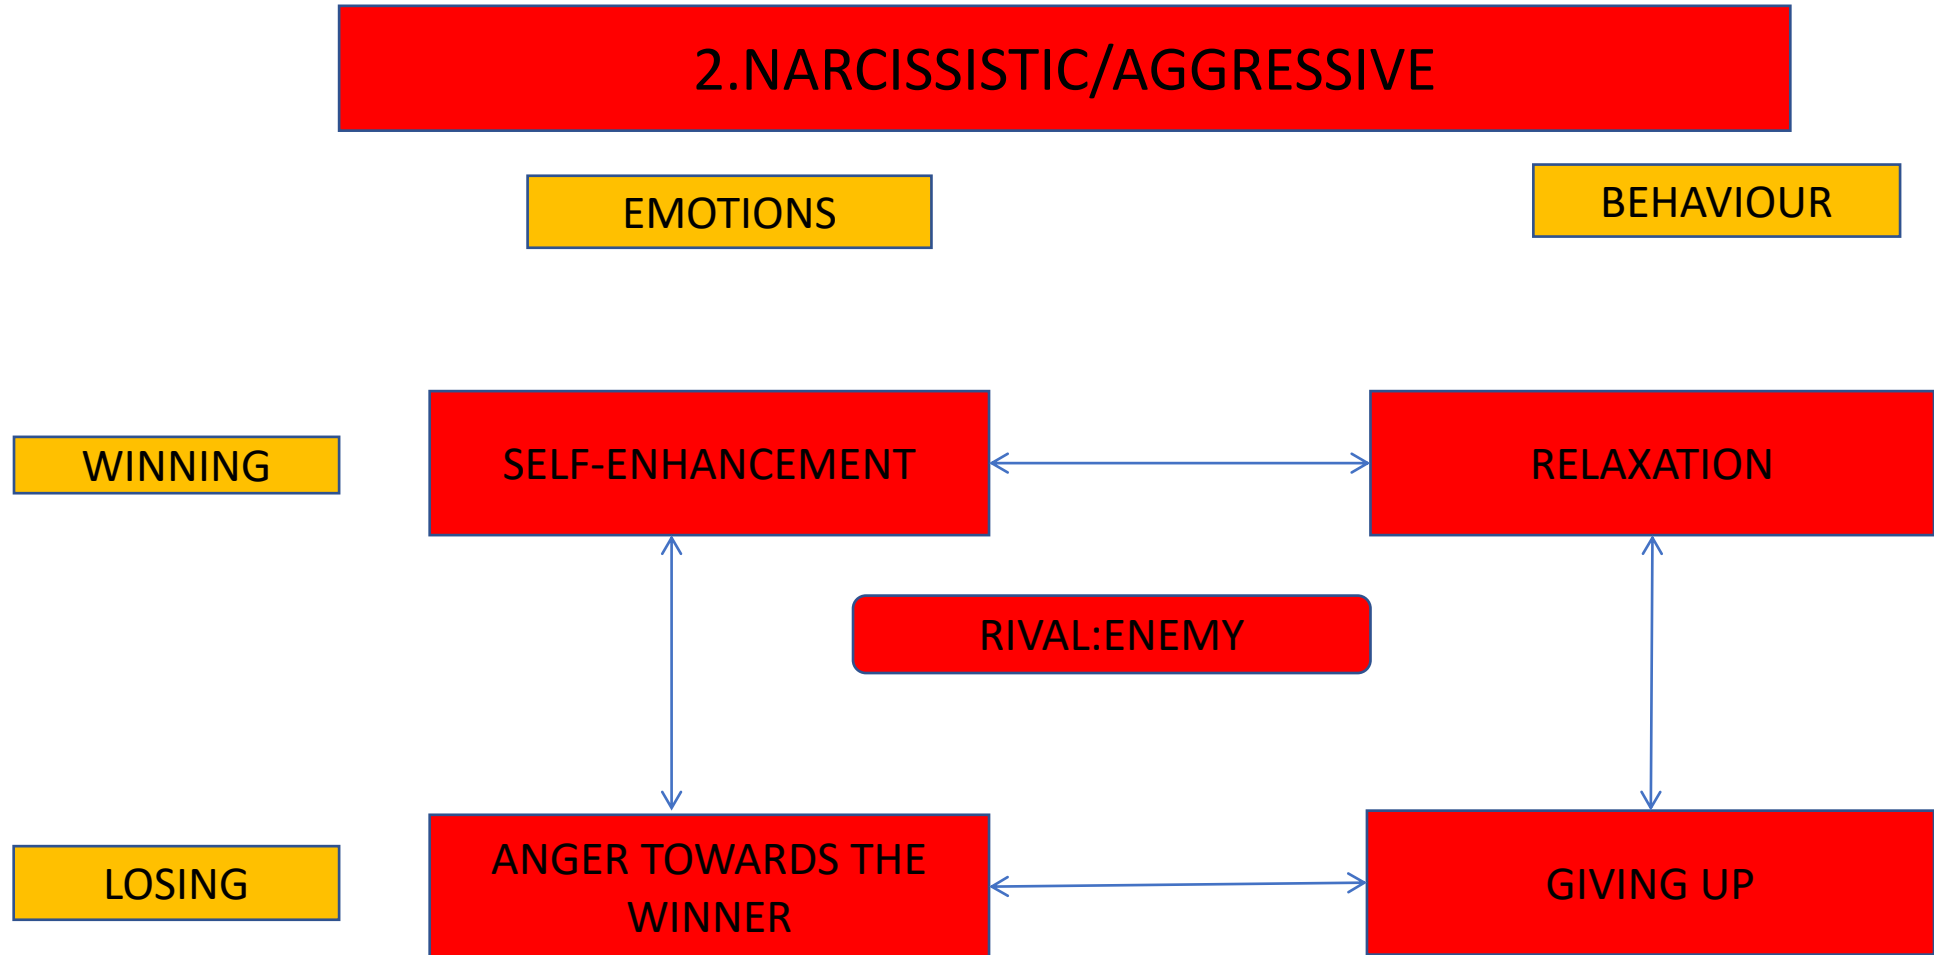 2.NARCISSISTIC/AGGRESSIVE
EMOTIONS
BEHAVIOUR
WINNING
SELF-ENHANCEMENT
RELAXATION
RIVAL:ENEMY
LOSING
ANGER TOWARDS THE
WINNER
GIVING UP